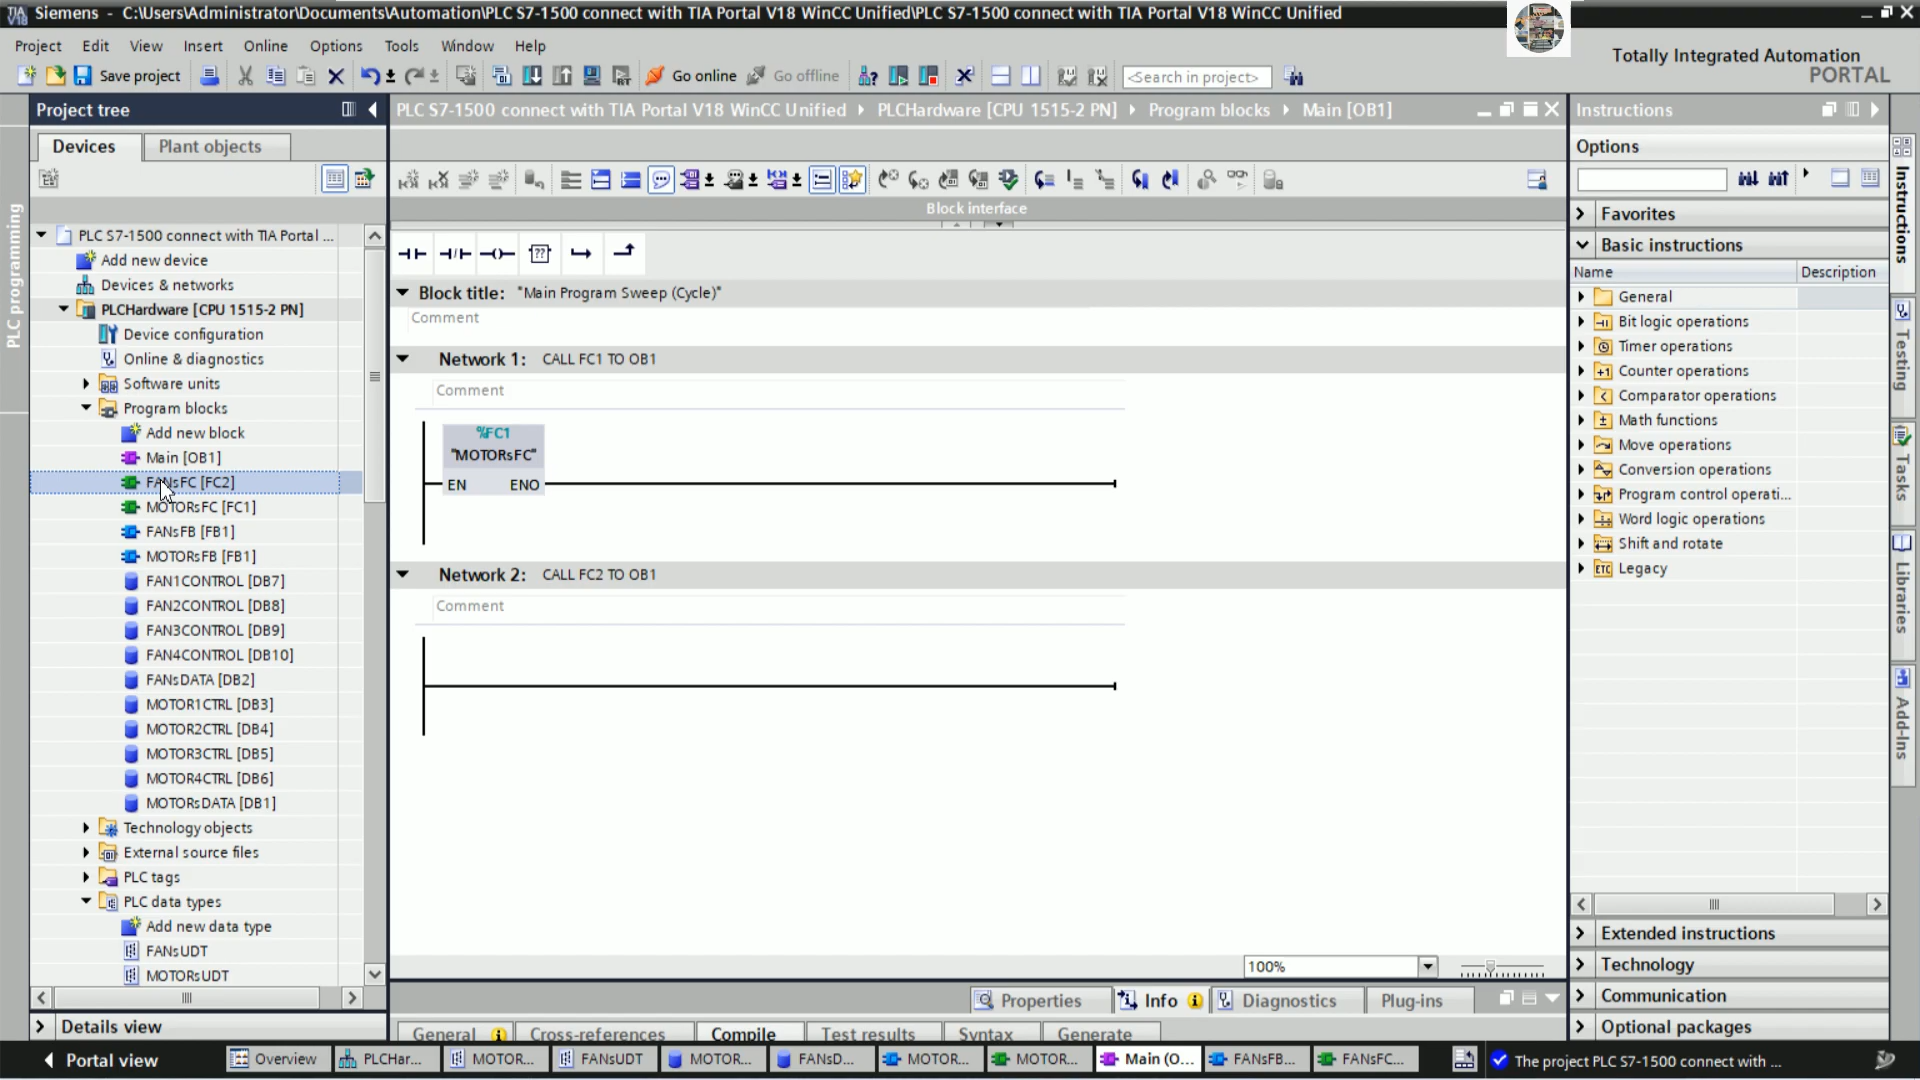 Siemens - C:\Users\Administrator\Documents\Automation\PLC S7-1500 connect with TIA Portal V18 WinCC Unified\PLC S7-1500 connect with TIA Portal V18 WinCC Unified
Project Edit View Insert Online Options Tools Window Help
Totally Integrated Automation
PORTAL
Save project
Go online
Go offline
<Search in project>
Project tree
PLC S7-1500 connect with TIA Portal V18 WinCC Unified PLCHardware [CPU 1515-2 PN] Program blocks Main [OB1]
Instructions
Devices
Plant objects
Options
Block interface
PLC programming
PLC S7-1500 connect with TIA Portal ...
Add new device
Devices & networks
PLCHardware [CPU 1515-2 PN]
Device configuration
Online & diagnostics
Software units
Program blocks
Add new block
Main [OB1]
FANsFC [FC2]
MOTORsFC [FC1]
FANsFB [FB1]
MOTORsFB [FB1]
FAN1CONTROL [DB7]
FAN2CONTROL [DB8]
FAN3CONTROL [DB9]
FAN4CONTROL [DB10]
FANsDATA [DB2]
MOTOR1CTRL [DB3]
MOTOR2CTRL [DB4]
MOTOR3CTRL [DB5]
MOTOR4CTRL [DB6]
MOTORsDATA [DB1]
Technology objects
External source files
PLC tags
PLC data types
Add new data type
FANsUDT
MOTORsUDT
Details view
Block title: "Main Program Sweep (Cycle)"
Comment
Network 1: CALL FC1 TO OB1
Comment
%FC1
"MOTORsFC"
EN ENO
Network 2: CALL FC2 TO OB1
Comment
100%
Properties Info Diagnostics Plug-ins
General Cross-references Compile Test results Syntax Generate
Favorites
Basic instructions
Name Description
General
Bit logic operations
Timer operations
Counter operations
Comparator operations
Math functions
Move operations
Conversion operations
Program control operati...
Word logic operations
Shift and rotate
Legacy
Extended instructions
Technology
Communication
Optional packages
Instructions
Testing
Tasks
Libraries
Add-Ins
Portal view
Overview
PLCHar...
MOTOR...
FANsUDT
MOTOR...
FANsD...
MOTOR...
MOTOR...
Main (O...
FANsFB...
FANsFC...
The project PLC S7-1500 connect with ...